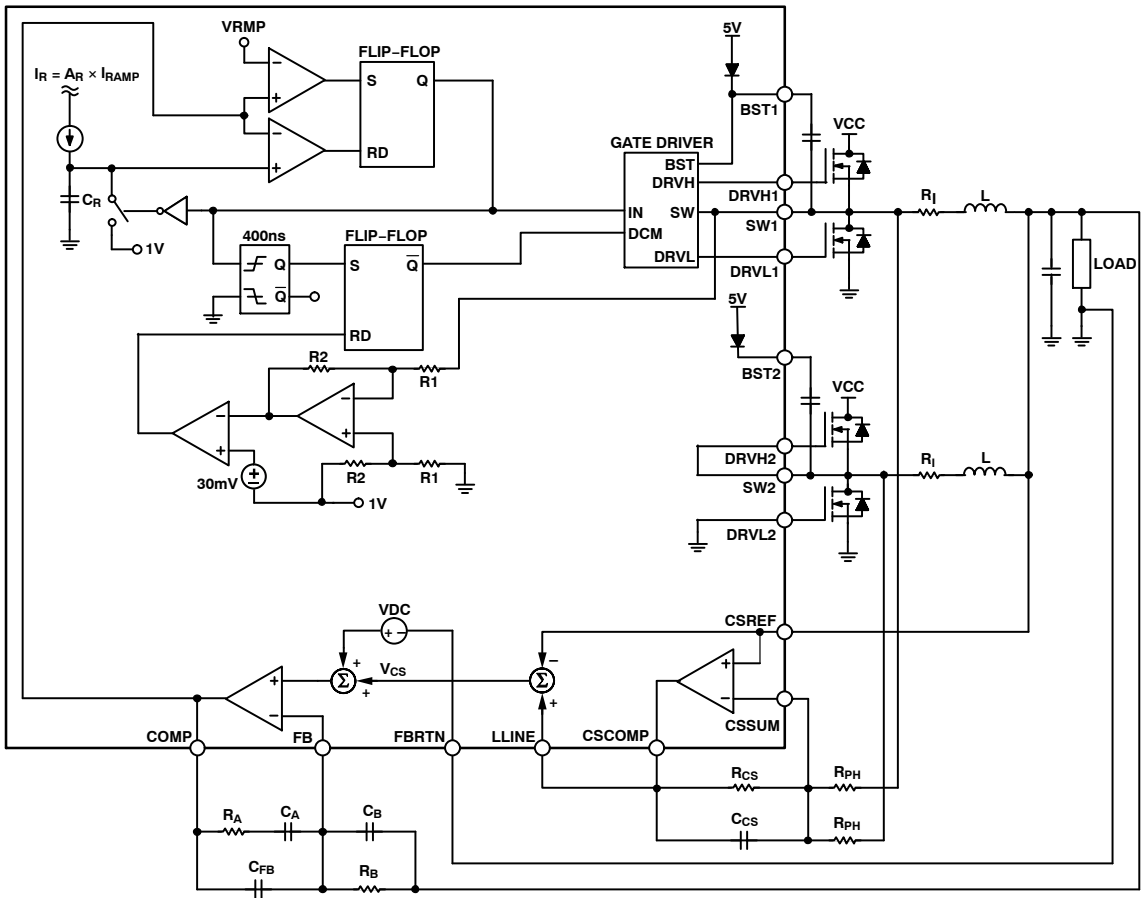 VRMP
FLIP–FLOP
I_R = A_R × I_RAMP
−
+
S
Q
−
+
RD
C_R
1V
5V
BST1
VCC
GATE DRIVER
BST
DRVH
DRVH1
IN
SW
SW1
R_I
L
DCM
DRVL
DRVL1
LOAD
400ns
Q
Q̅
FLIP–FLOP
S
Q̅
RD
5V
BST2
R2
R1
VCC
−
+
−
+
DRVH2
R2
R1
SW2
R_I
L
30mV
+
−
1V
DRVL2
VDC
+ −
CSREF
+
V_CS
+
Σ
−
Σ
+
+
−
+
−
CSSUM
COMP
FB
FBRTN
LLINE
CSCOMP
R_CS
R_PH
R_A
C_A
C_B
C_CS
R_PH
C_FB
R_B